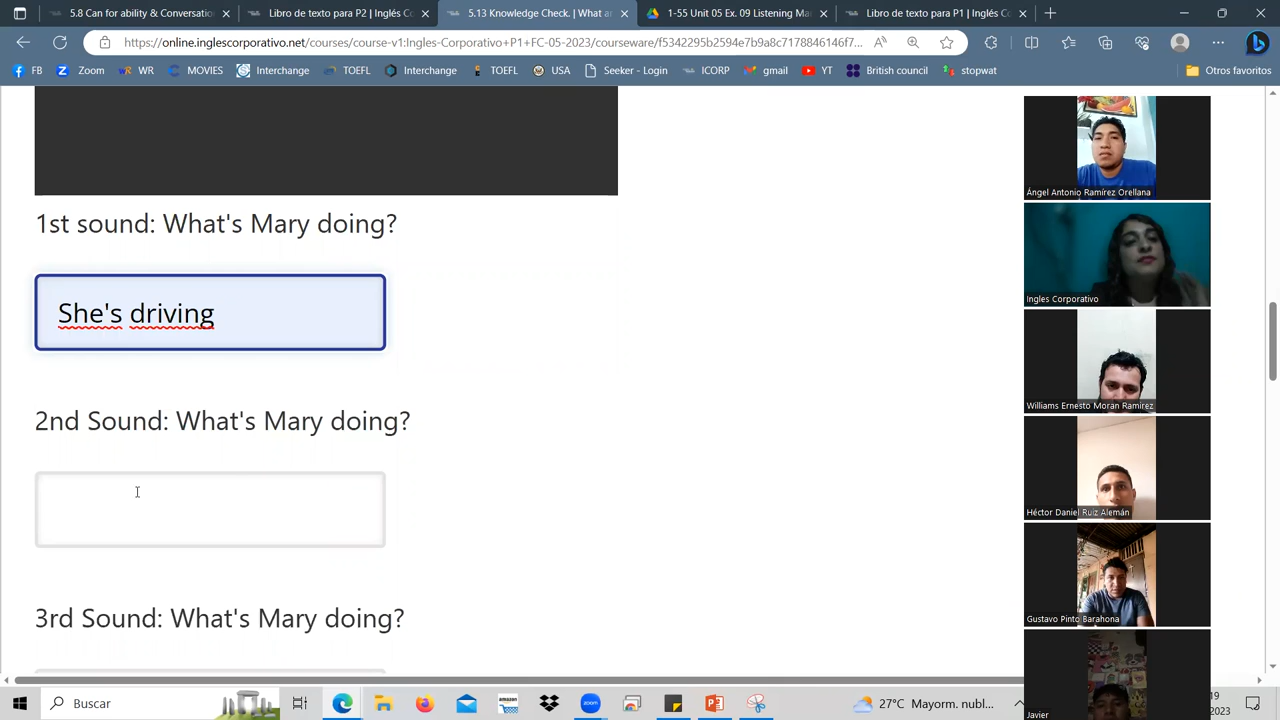 5.8 Can for ability & Conversation
Libro de texto para P2 | Inglés Co
5.13 Knowledge Check. | What ar
1-55 Unit 03 Ex. 09 Listening Ma
Libro de texto para P1 | Inglés Co
https://online.inglescorporativo.net/courses/course-v1:Ingles-Corporativo+P1+FC-05-2023/courseware/f5342295b2594e7b9a8c7178846146f7...
FB
Zoom
WR
MOVIES
Interchange
TOEFL
Interchange
TOEFL
USA
Seeker - Login
ICORP
gmail
YT
British council
stopwat
Otros favoritos
Ángel Antonio Ramírez Orellana
1st sound: What's Mary doing?
She's driving
Ingles Corporativo
Williams Ernesto Moran Ramírez
2nd Sound: What's Mary doing?
Héctor Daniel Ruiz Alemán
3rd Sound: What's Mary doing?
Gustavo Pinto Barahona
Javier
Buscar
27°C Mayorm. nubl...